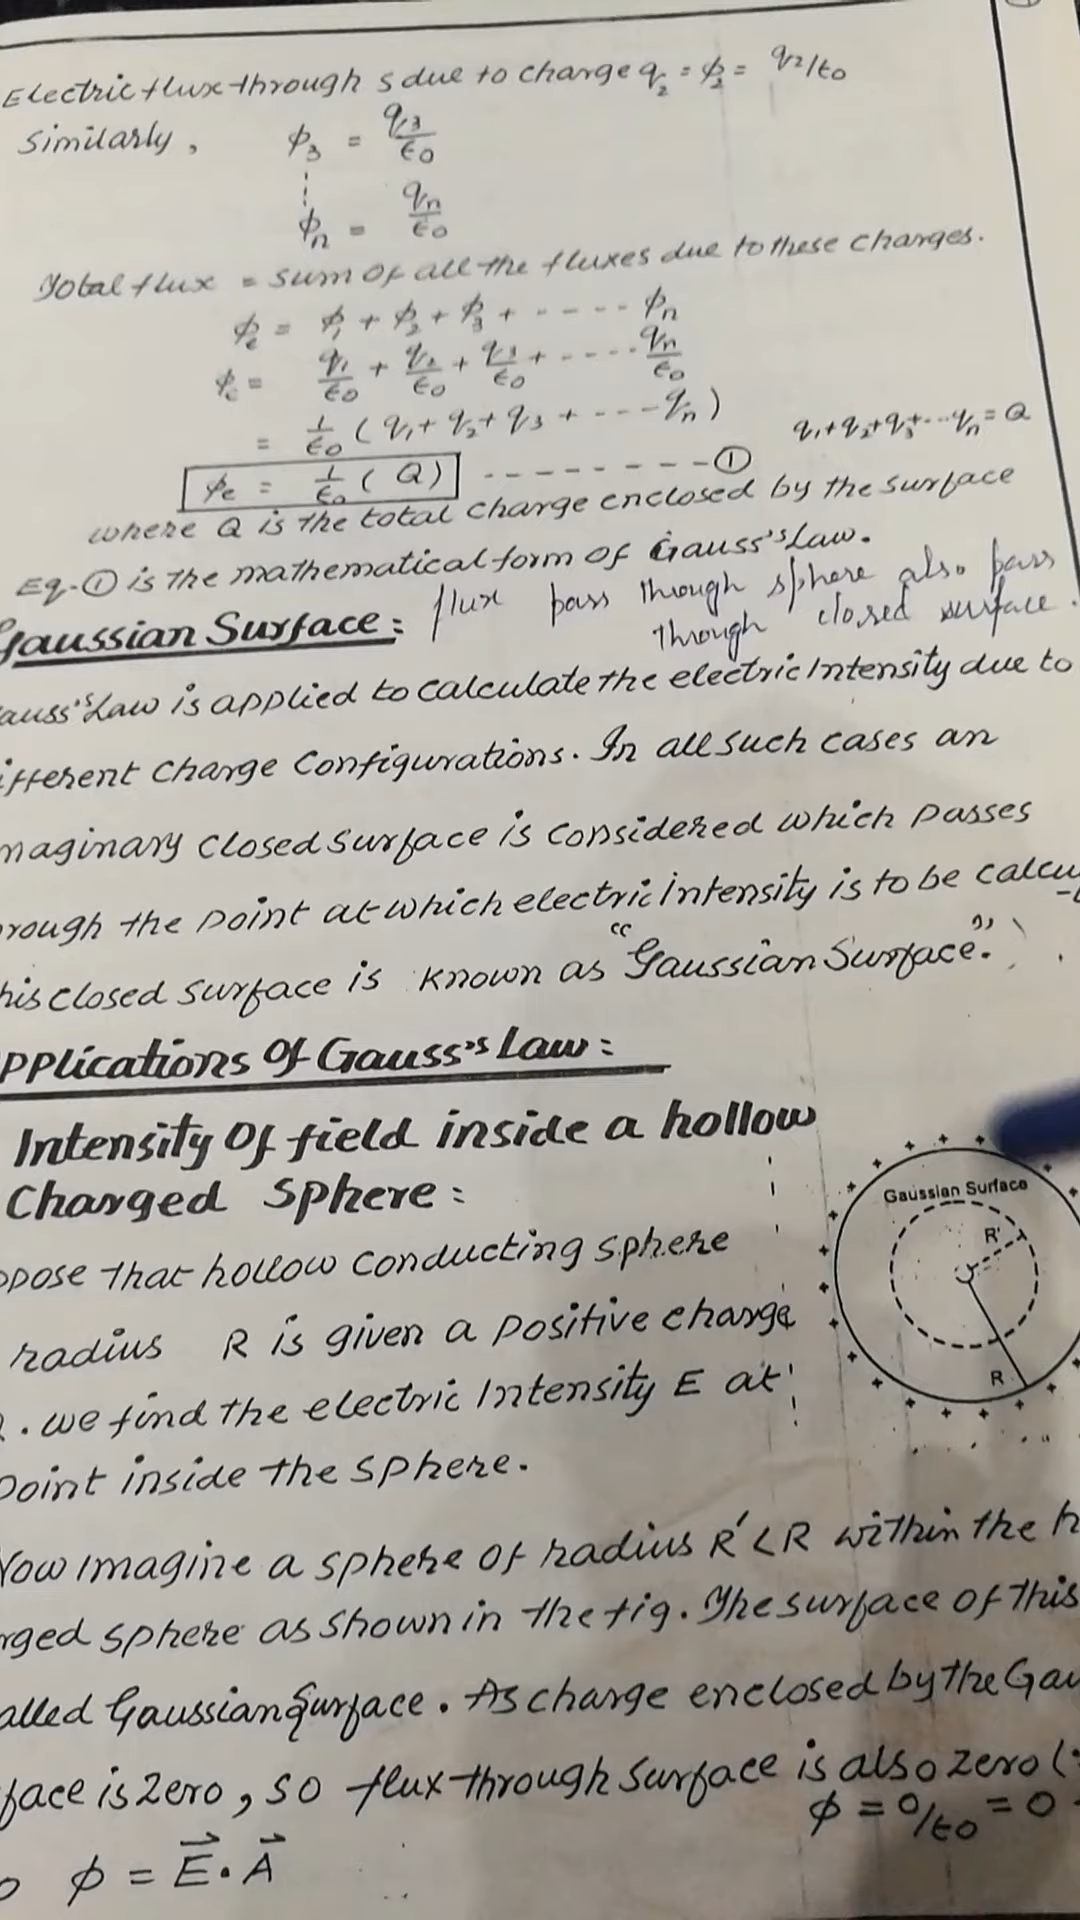 Electric flux through s due to charge q₂ = ϕ₂ = q₂/ε₀
Similarly, ϕ₃ = q₃/ε₀
⋮
ϕₙ = qₙ/ε₀
Total flux = sum of all the fluxes due to these charges.
ϕₑ = ϕ₁ + ϕ₂ + ϕ₃ + ----- ϕₙ
ϕₑ = q₁/ε₀ + q₂/ε₀ + q₃/ε₀ + ----- qₙ/ε₀
= 1/ε₀ (q₁ + q₂ + q₃ + ---- qₙ)
q₁+q₂+q₃+---qₙ = Q
ϕₑ = 1/ε₀ (Q) -------- ①
where Q is the total charge enclosed by the surface
Eq-① is the mathematical form of Gauss's Law.
Gaussian Surface: flux pass through sphere also pass
through closed surface.
auss's Law is applied to calculate the electric Intensity due to
ifferent charge configurations. In all such cases an
maginary closed surface is considered which passes
rough the point at which electric intensity is to be calcu
his closed surface is known as "Gaussian Surface."
pplications Of Gauss's Law:
Intensity Of field inside a hollow
Charged Sphere:
Gaussian Surface
R'
R
ppose that hollow conducting sphere
radius R is given a positive charge
. we find the electric Intensity E at
point inside the sphere.
Now imagine a sphere of radius R' < R within the h
rged sphere as shown in the fig. The surface of this
alled Gaussian Surface. As charge enclosed by the Gau
face is zero, so flux through surface is also zero (
ϕ = 0/ε₀ = 0
ϕ = E⃗ . A⃗